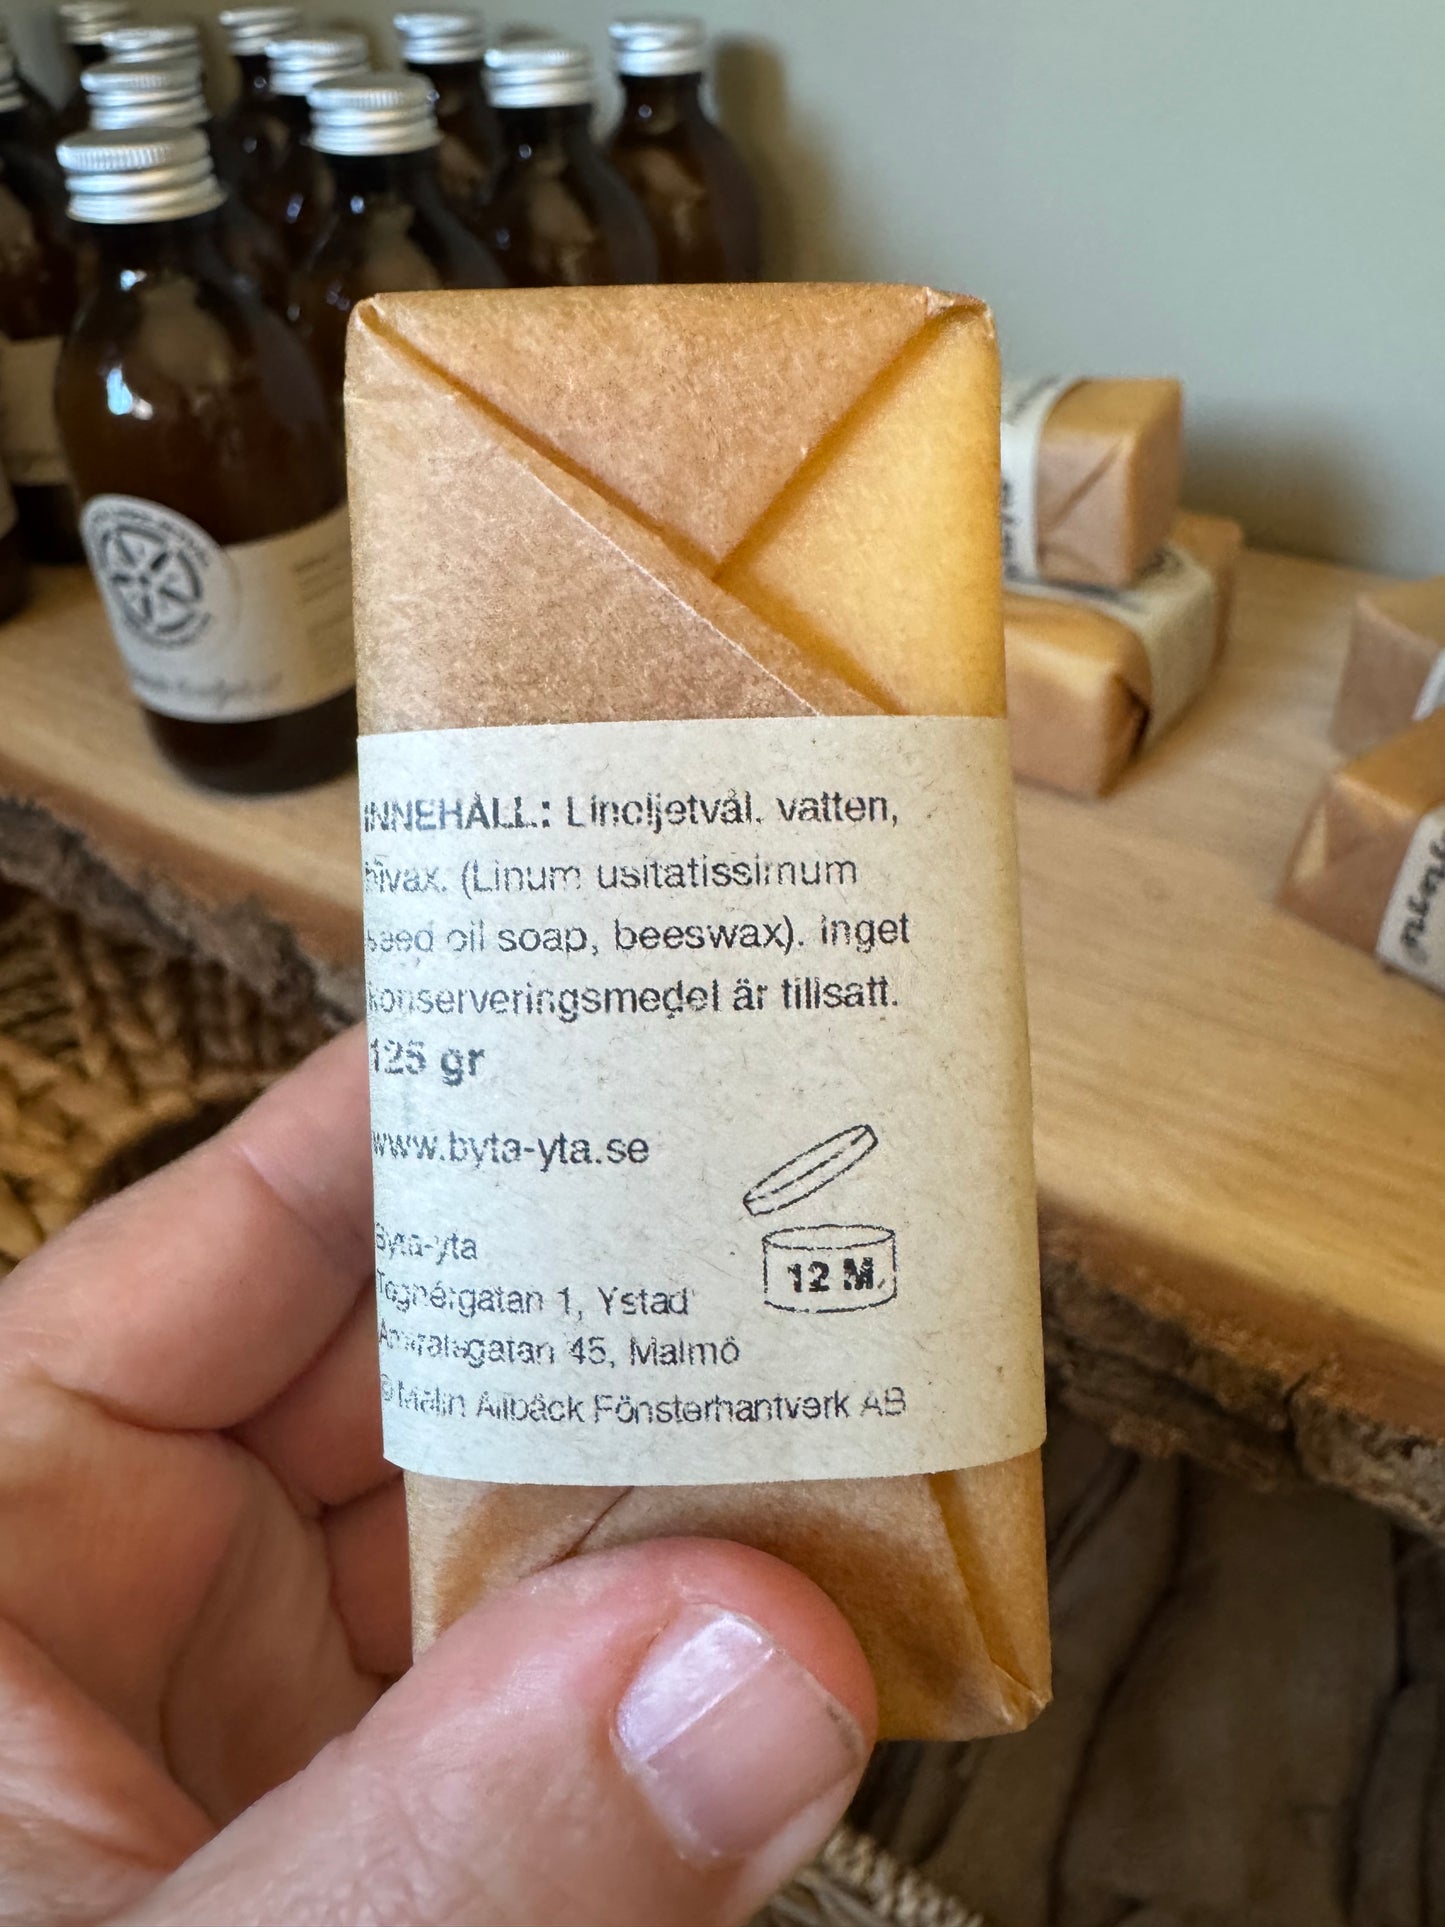 INNEHÅLL: Linoljetvål, vatten,
bivax. (Linum usitatissimum
seed oil soap, beeswax). Inget
konserveringsmedel är tillsatt.
125 gr
www.byta-yta.se
Byta-yta
Tegnérgatan 1, Ystad
Amiralsgatan 45, Malmö
© Malin Allbäck Fönsterhantverk AB
12 M.